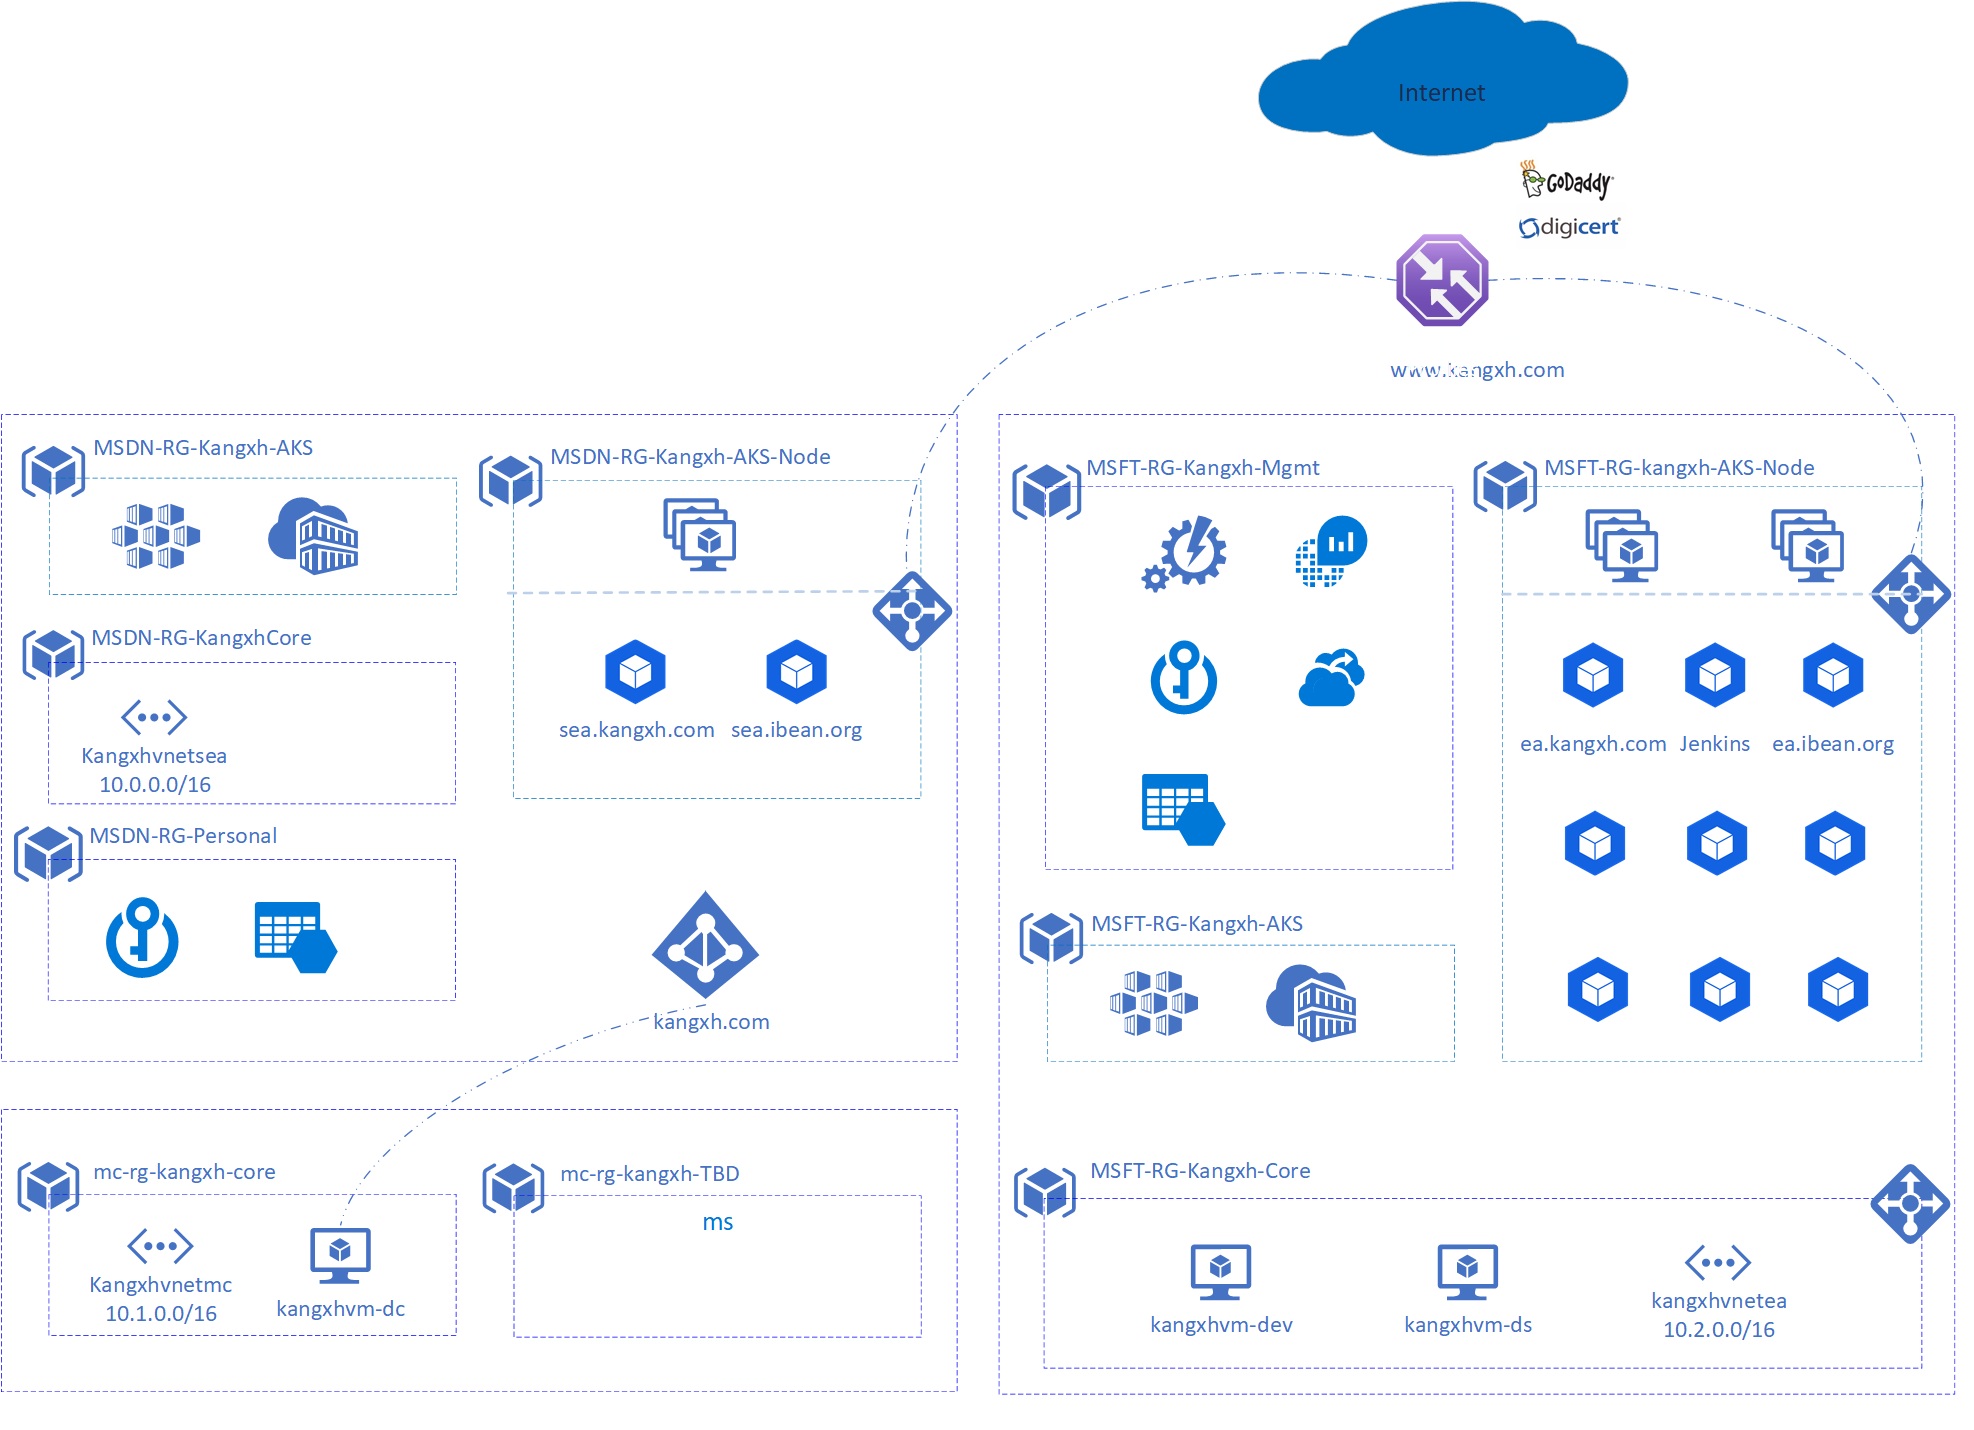 Internet
GoDaddy
digicert
www.kangxh.com
MSDN-RG-Kangxh-AKS
MSDN-RG-Kangxh-AKS-Node
sea.kangxh.com
sea.ibean.org
MSDN-RG-KangxhCore
Kangxhvnetsea
10.0.0.0/16
MSDN-RG-Personal
kangxh.com
MSFT-RG-Kangxh-Mgmt
MSFT-RG-kangxh-AKS-Node
ea.kangxh.com
Jenkins
ea.ibean.org
MSFT-RG-Kangxh-AKS
mc-rg-kangxh-core
Kangxhvnetmc
10.1.0.0/16
kangxhvm-dc
mc-rg-kangxh-TBD
ms
MSFT-RG-Kangxh-Core
kangxhvm-dev
kangxhvm-ds
kangxhvnetea
10.2.0.0/16